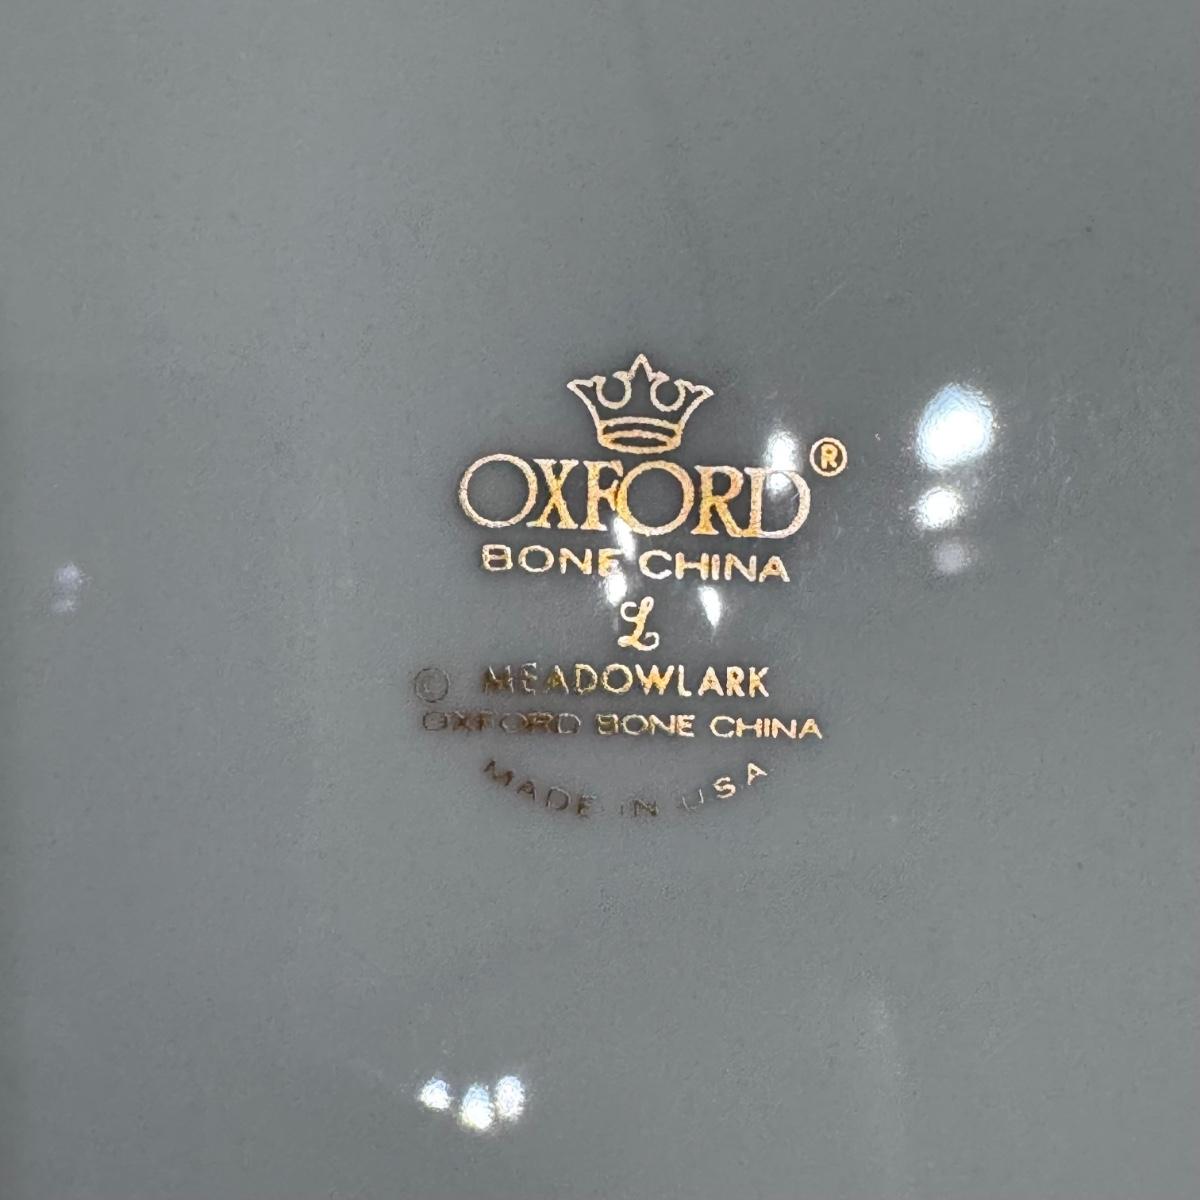 OXFORD®
BONE CHINA
L
© MEADOWLARK
OXFORD BONE CHINA
MADE IN USA